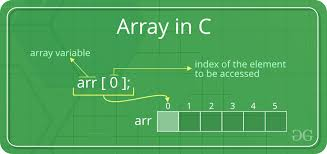 Array in C
array variable
index of the element
to be accessed
arr [ 0 ];
0 1 2 3 4 5
arr
GG